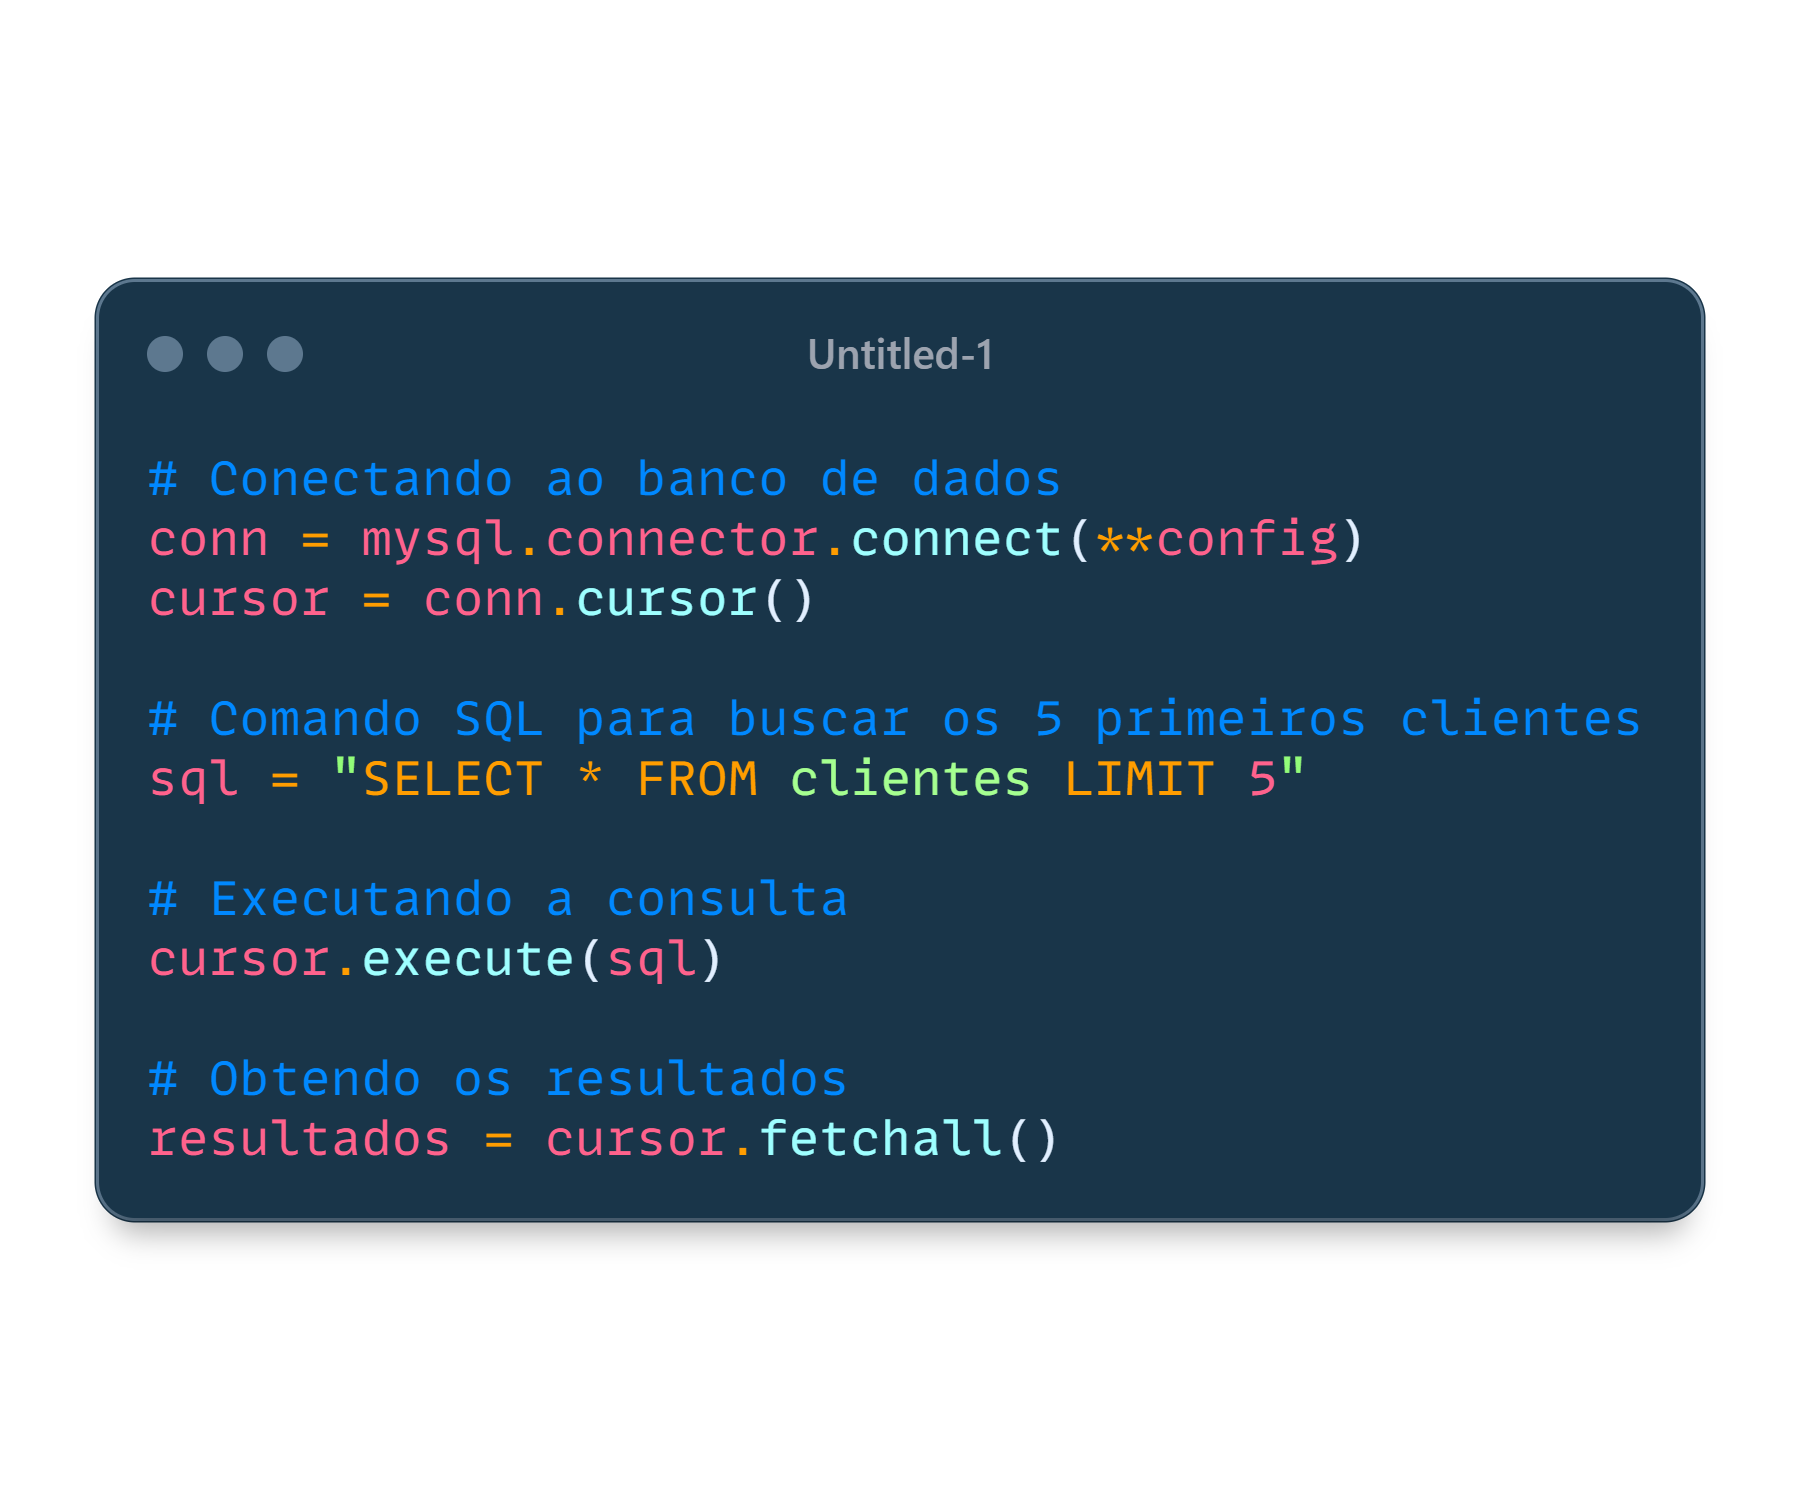 Untitled-1
# Conectando ao banco de dados
conn = mysql.connector.connect(**config)
cursor = conn.cursor()
# Comando SQL para buscar os 5 primeiros clientes
sql = "SELECT * FROM clientes LIMIT 5"
# Executando a consulta
cursor.execute(sql)
# Obtendo os resultados
resultados = cursor.fetchall()